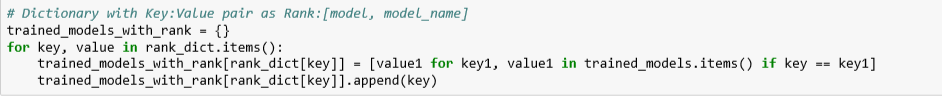 # Dictionary with Key:Value pair as Rank:[model, model_name]
trained_models_with_rank = {}
for key, value in rank_dict.items():
    trained_models_with_rank[rank_dict[key]] = [value1 for key1, value1 in trained_models.items() if key == key1]
    trained_models_with_rank[rank_dict[key]].append(key)